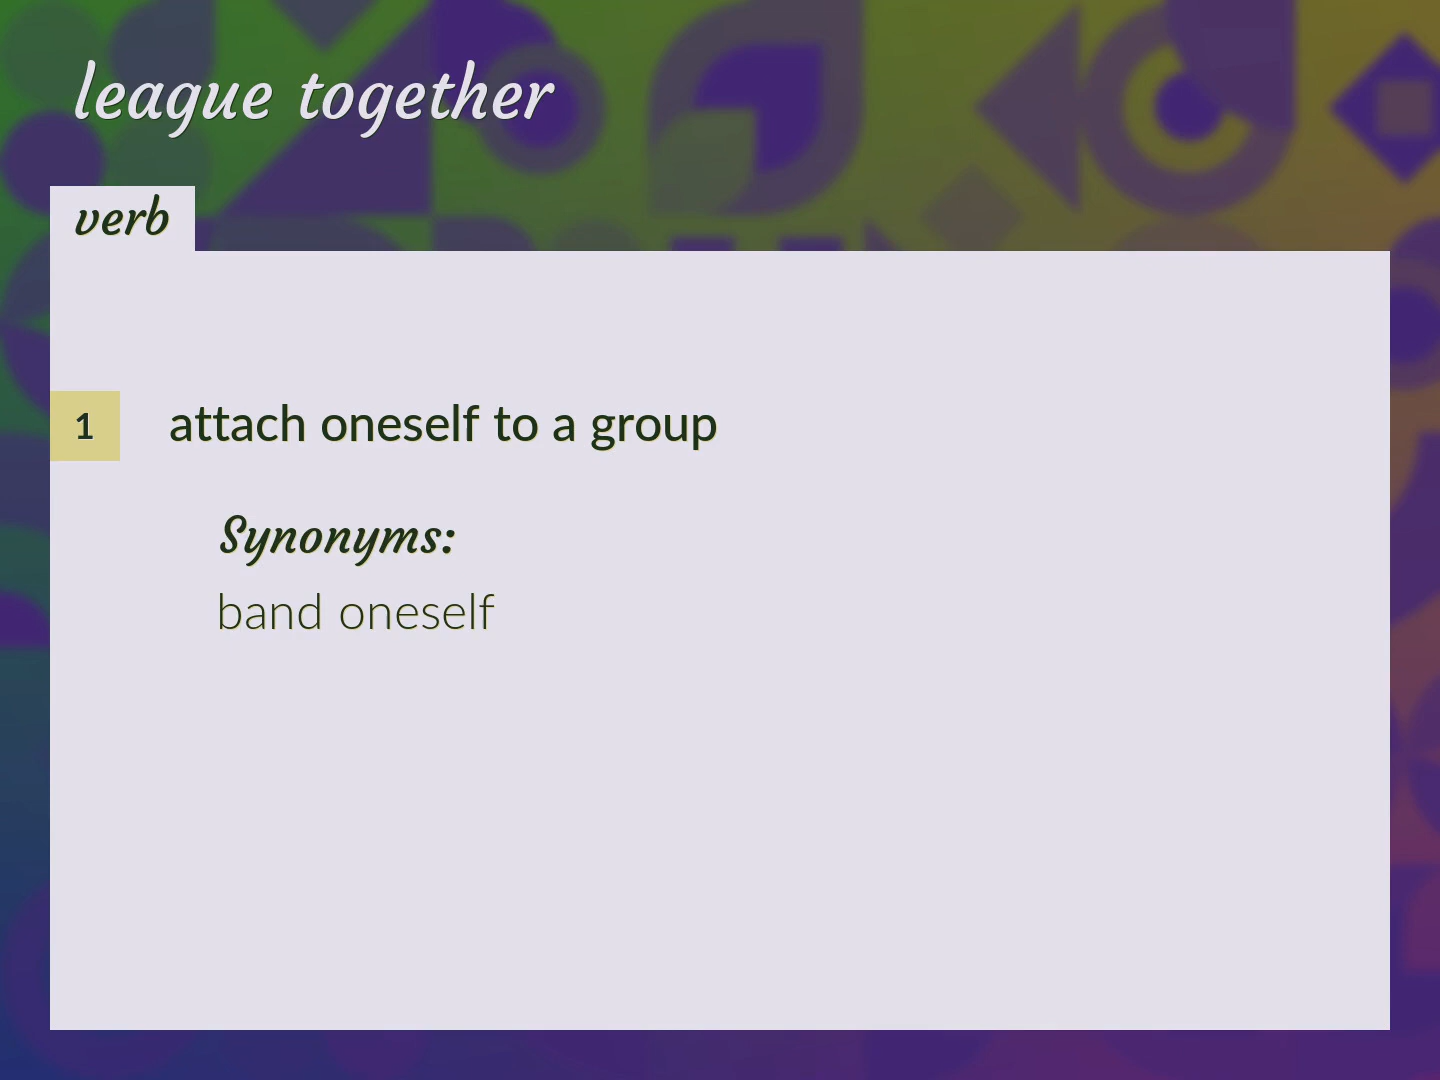 league together
verb
1
attach oneself to a group
Synonyms:
band oneself